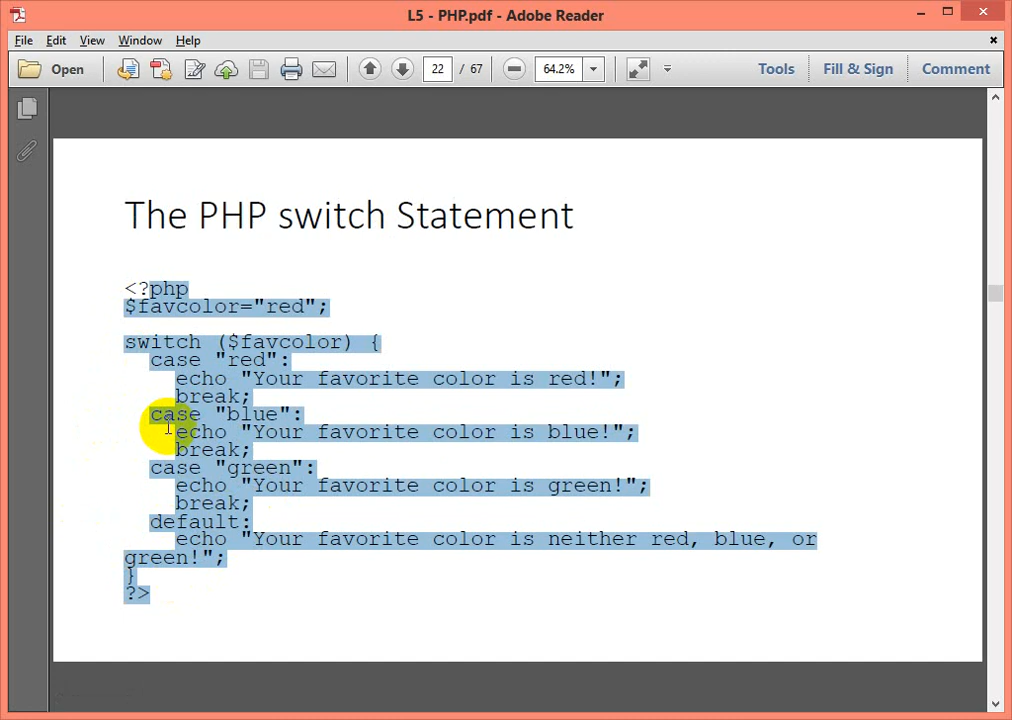 L5 - PHP.pdf - Adobe Reader
File Edit View Window Help
Open 22 / 67 64.2% Tools Fill & Sign Comment
The PHP switch Statement
<?php
$favcolor="red";
switch ($favcolor) {
case "red":
echo "Your favorite color is red!";
break;
case "blue":
echo "Your favorite color is blue!";
break;
case "green":
echo "Your favorite color is green!";
break;
default:
echo "Your favorite color is neither red, blue, or
green!";
}
?>